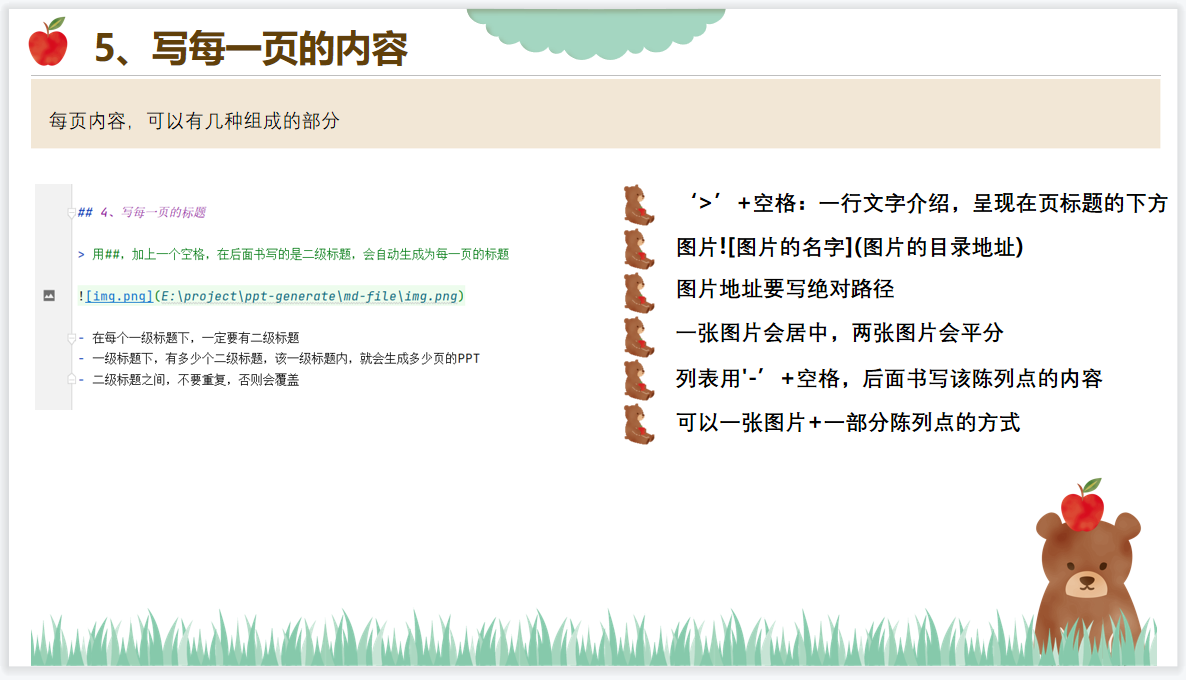 5、写每一页的内容
每页内容，可以有几种组成的部分
## 4、写每一页的标题
> 用##，加上一个空格，在后面书写的是二级标题，会自动生成为每一页的标题
![img.png](E:\project\ppt-generate\md-file\img.png)
- 在每个一级标题下，一定要有二级标题
- 一级标题下，有多少个二级标题，该一级标题内，就会生成多少页的PPT
- 二级标题之间，不要重复，否则会覆盖
‘>’+空格：一行文字介绍，呈现在页标题的下方
图片![图片的名字](图片的目录地址)
图片地址要写绝对路径
一张图片会居中，两张图片会平分
列表用'-’+空格，后面书写该陈列点的内容
可以一张图片+一部分陈列点的方式